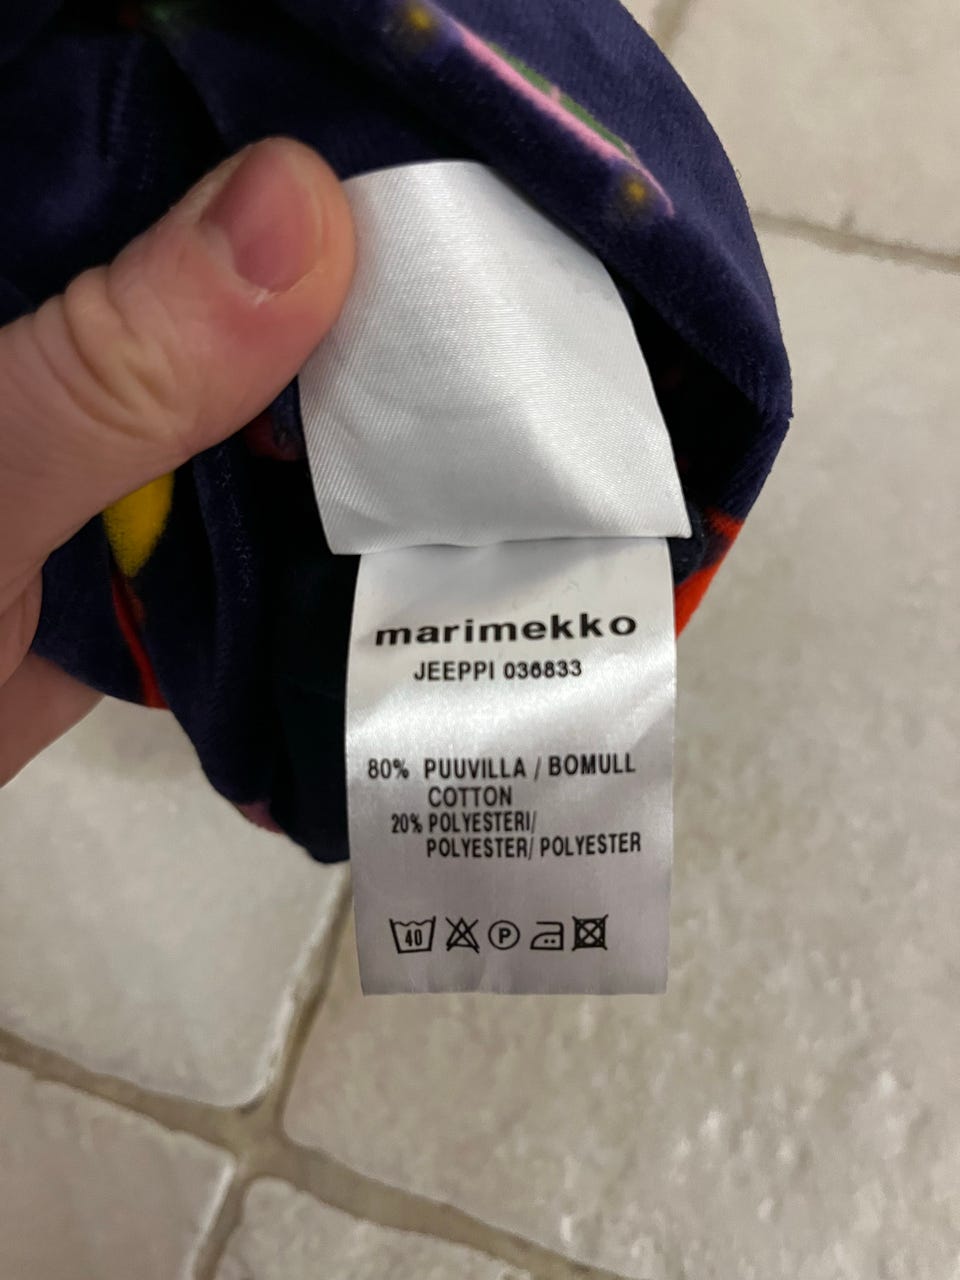 marimekko
JEEPPI 036833
80% PUUVILLA / BOMULL
COTTON
20% POLYESTERI/
POLYESTER/ POLYESTER
40 P